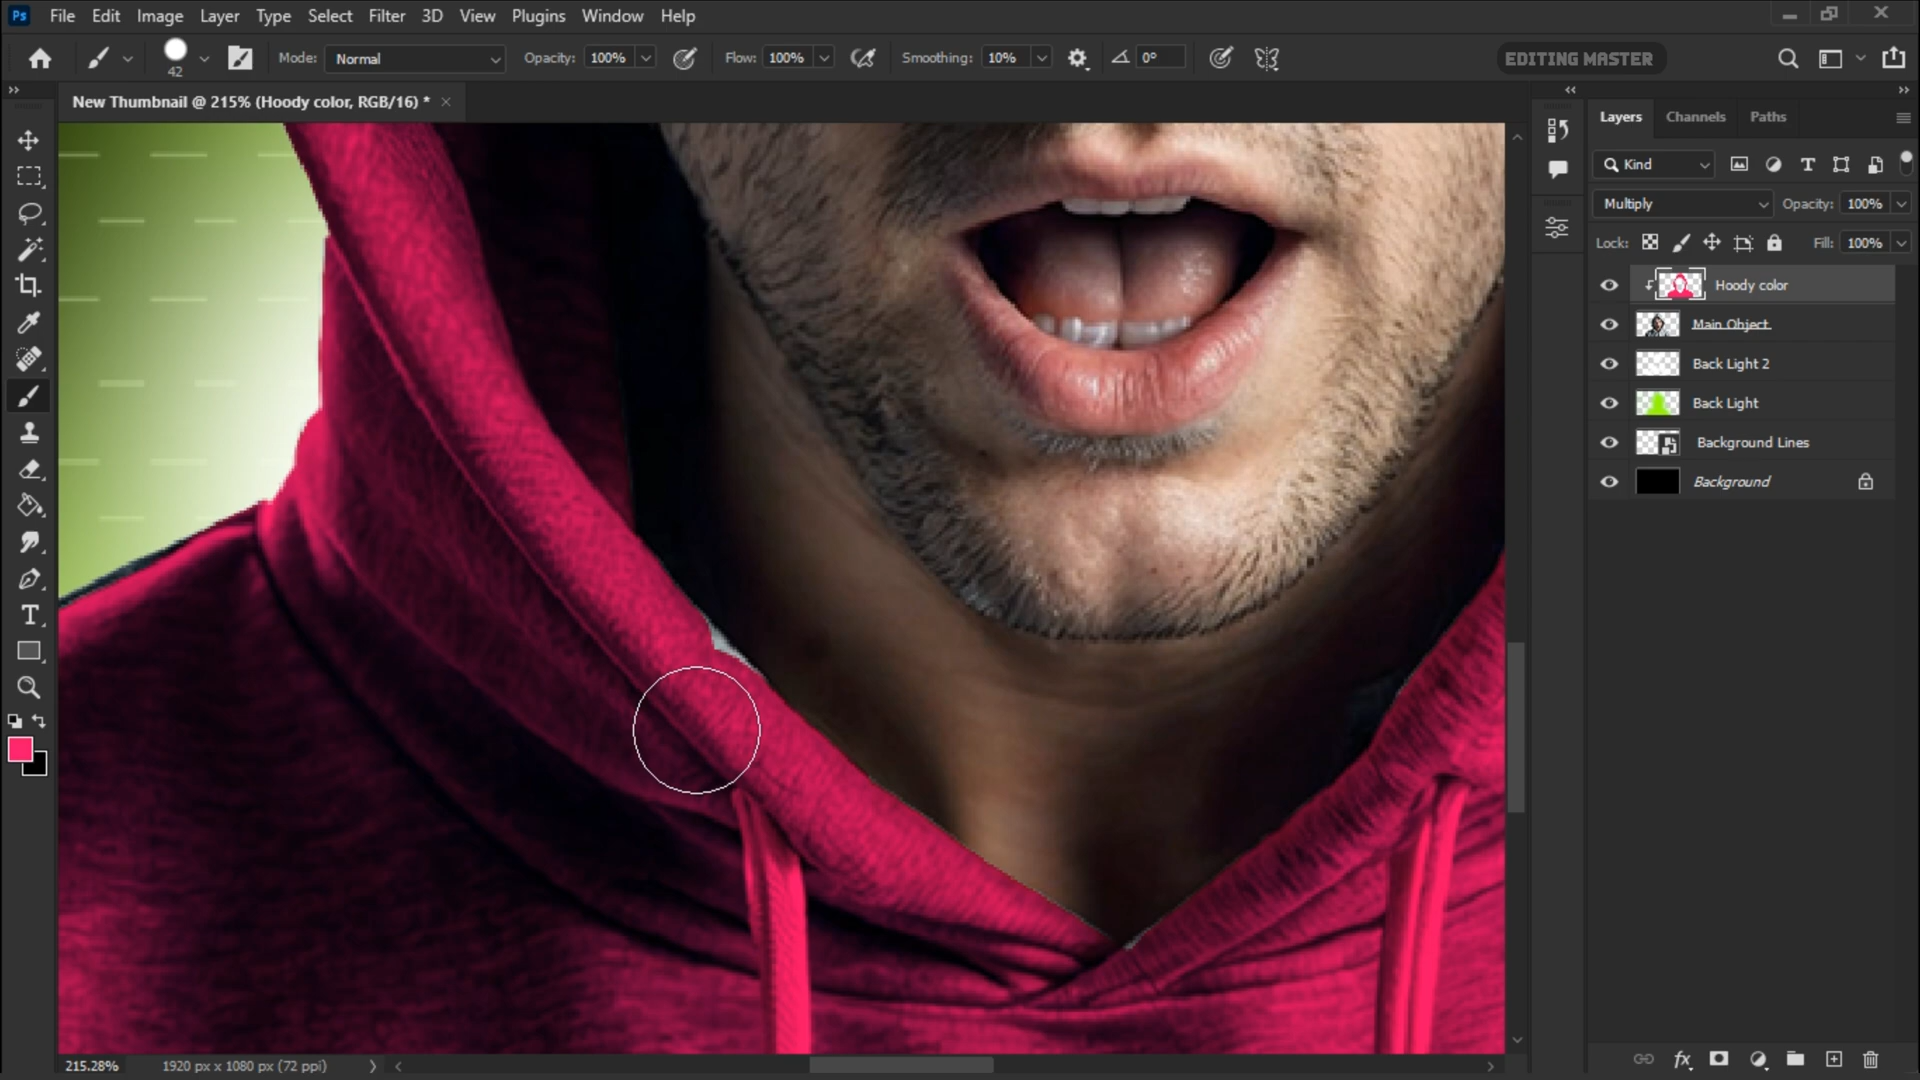 Ps File Edit Image Layer Type Select Filter 3D View Plugins Window Help
42 Mode: Normal Opacity: 100% Flow: 100% Smoothing: 10% 0° EDITING MASTER
New Thumbnail @ 215% (Hoody color, RGB/16) * ×
Layers Channels Paths
Kind
Multiply Opacity: 100%
Lock: Fill: 100%
Hoody color
Main Object
Back Light 2
Back Light
Background Lines
Background
215.28% 1920 px x 1080 px (72 ppi)